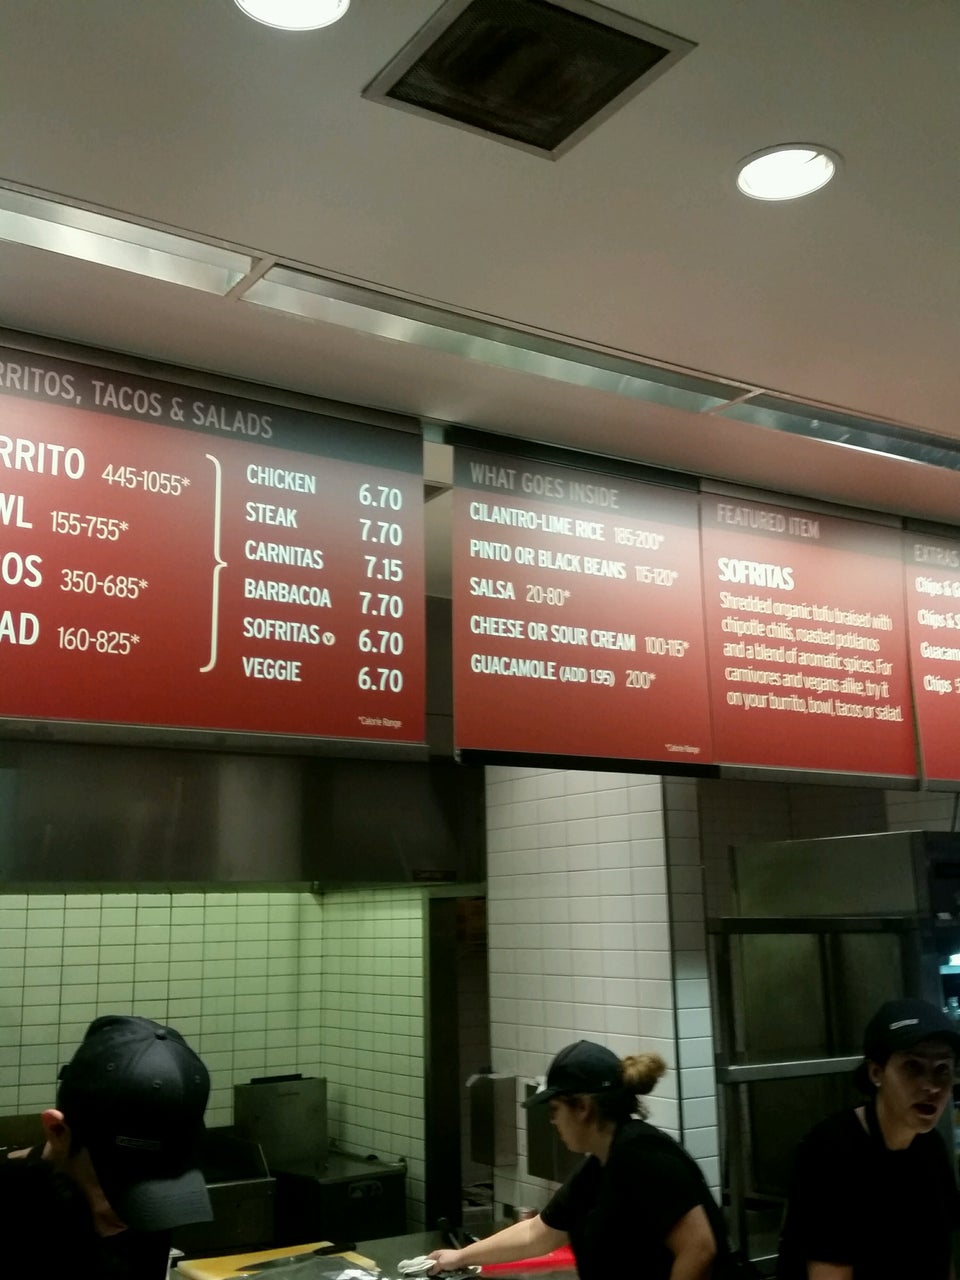 RRITOS, TACOS & SALADS
RRITO 445-1055*
WL 155-755*
OS 350-685*
AD 160-825*
CHICKEN 6.70
STEAK 7.70
CARNITAS 7.15
BARBACOA 7.70
SOFRITAS V 6.70
VEGGIE 6.70
*Calorie Range
WHAT GOES INSIDE
CILANTRO-LIME RICE 185-200*
PINTO OR BLACK BEANS 115-120*
SALSA 20-80*
CHEESE OR SOUR CREAM 100-115*
GUACAMOLE (ADD 1.95) 200*
*Calorie Range
FEATURED ITEM
SOFRITAS
Shredded organic tofu braised with
chipotle chilis, roasted poblanos
and a blend of aromatic spices. For
carnivores and vegans alike, try it
on your burrito, bowl, tacos or salad.
EXTRAS
Chips & G
Chips & S
Guacam
Chips 5